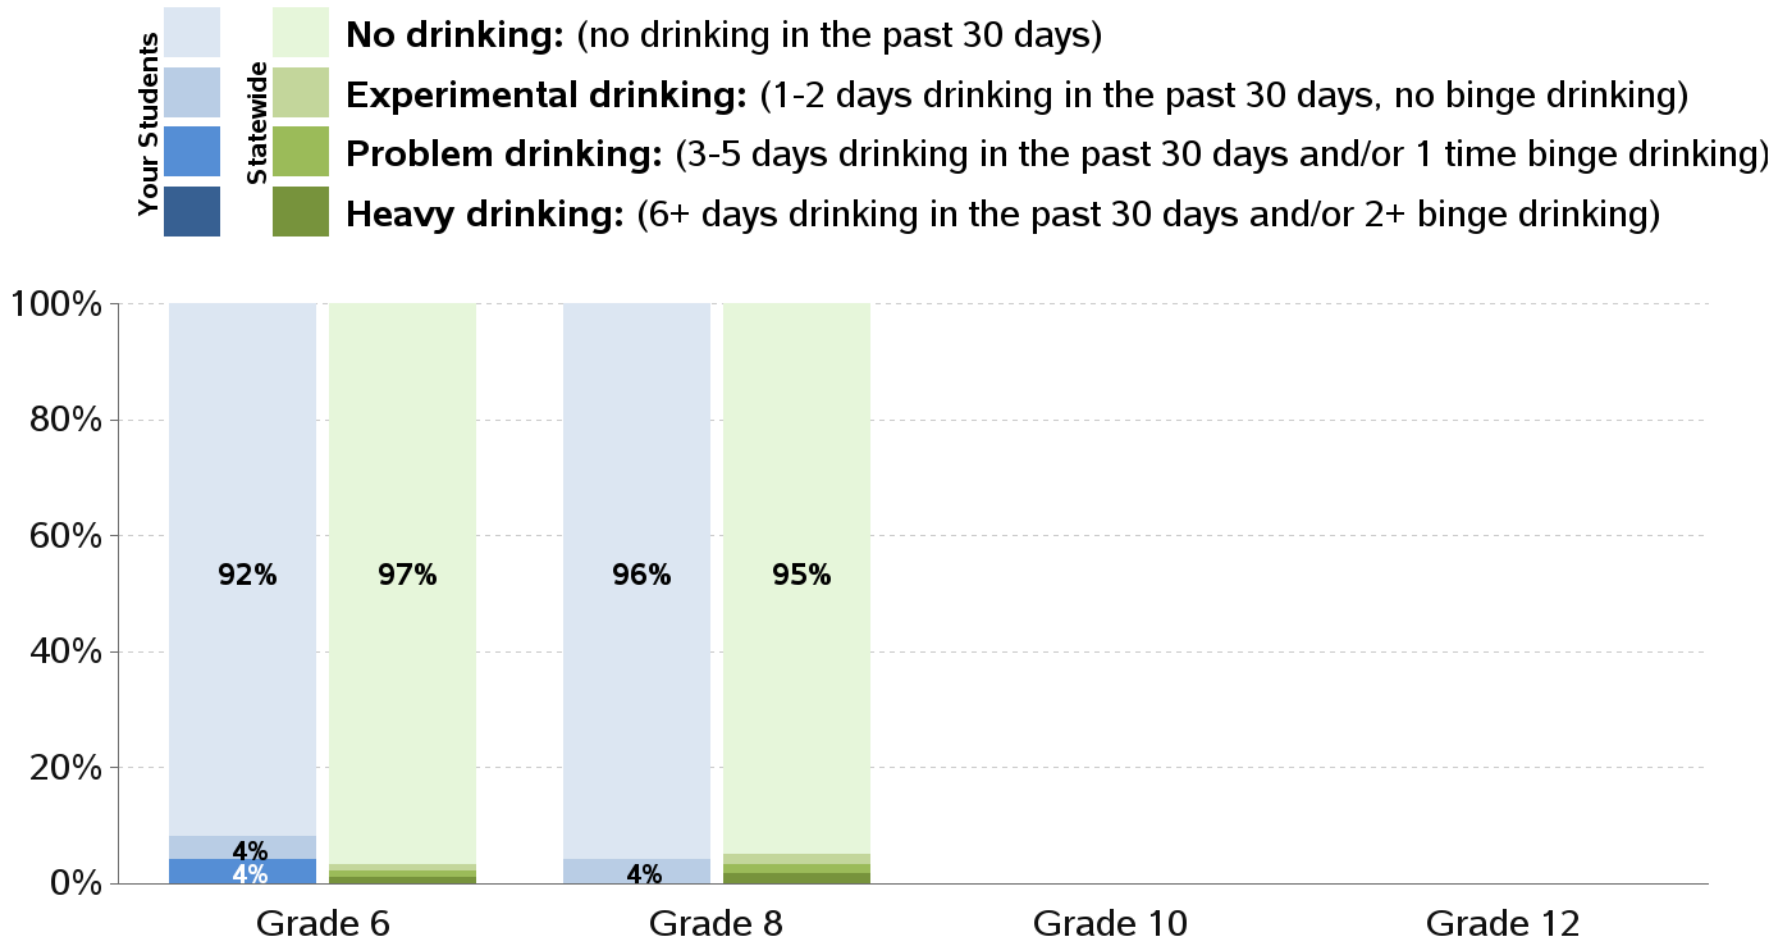 Your Students
Statewide
No drinking: (no drinking in the past 30 days)
Experimental drinking: (1-2 days drinking in the past 30 days, no binge drinking)
Problem drinking: (3-5 days drinking in the past 30 days and/or 1 time binge drinking)
Heavy drinking: (6+ days drinking in the past 30 days and/or 2+ binge drinking)
100%
80%
60%
40%
20%
0%
92%
97%
96%
95%
4%
4%
4%
Grade 6
Grade 8
Grade 10
Grade 12